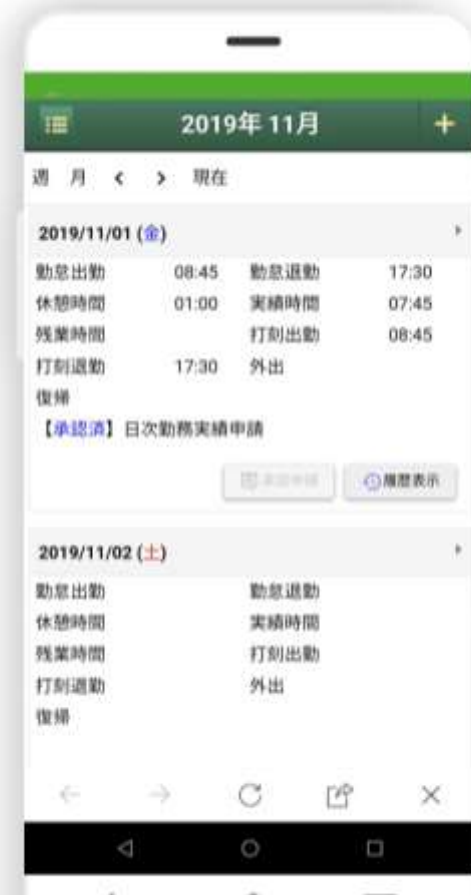 2019年 11月
+
週 月 < > 現在
2019/11/01 (金)
勤怠出勤 08:45 勤怠退勤 17:30
休憩時間 01:00 実績時間 07:45
残業時間 打刻出勤 08:45
打刻退勤 17:30 外出
復帰
【承認済】日次勤務実績申請
履歴表示
2019/11/02 (土)
勤怠出勤 勤怠退勤
休憩時間 実績時間
残業時間 打刻出勤
打刻退勤 外出
復帰